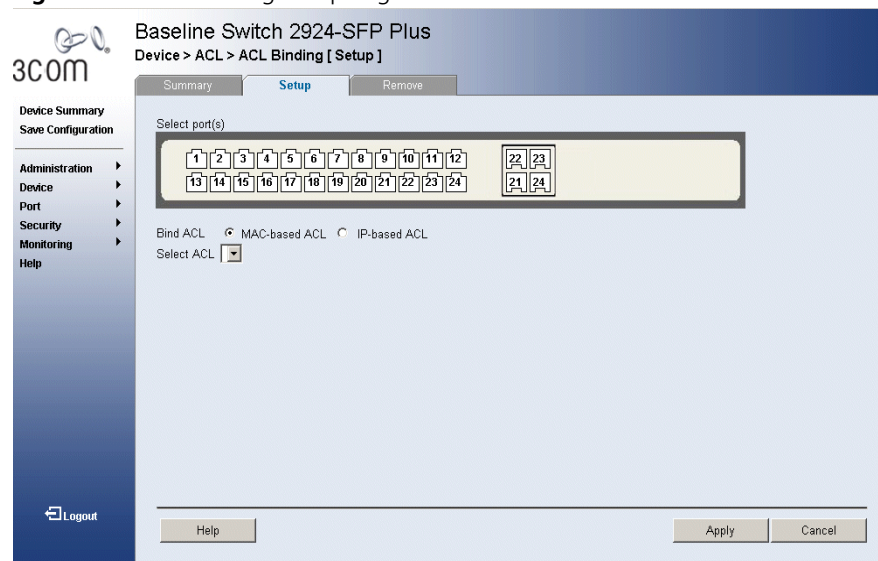 3COM
Baseline Switch 2924-SFP Plus
Device > ACL > ACL Binding [ Setup ]
Summary Setup Remove
Device Summary
Save Configuration
Administration
Device
Port
Security
Monitoring
Help
Logout
Select port(s)
1 2 3 4 5 6 7 8 9 10 11 12 22 23
13 14 15 16 17 18 19 20 21 22 23 24 21 24
Bind ACL MAC-based ACL IP-based ACL
Select ACL
Help Apply Cancel